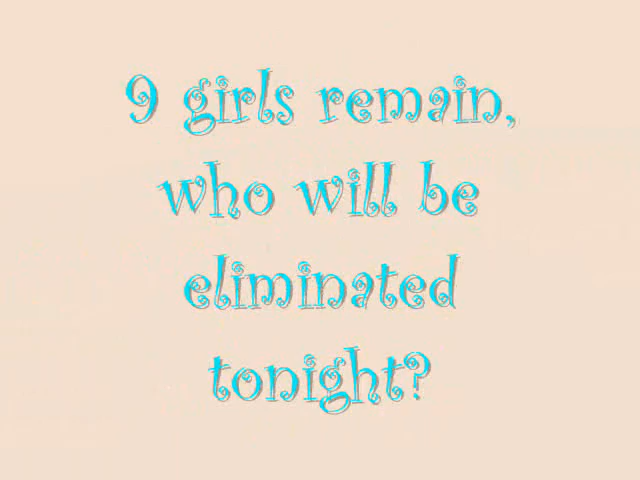 9 girls remain,
who will be
eliminated
tonight?